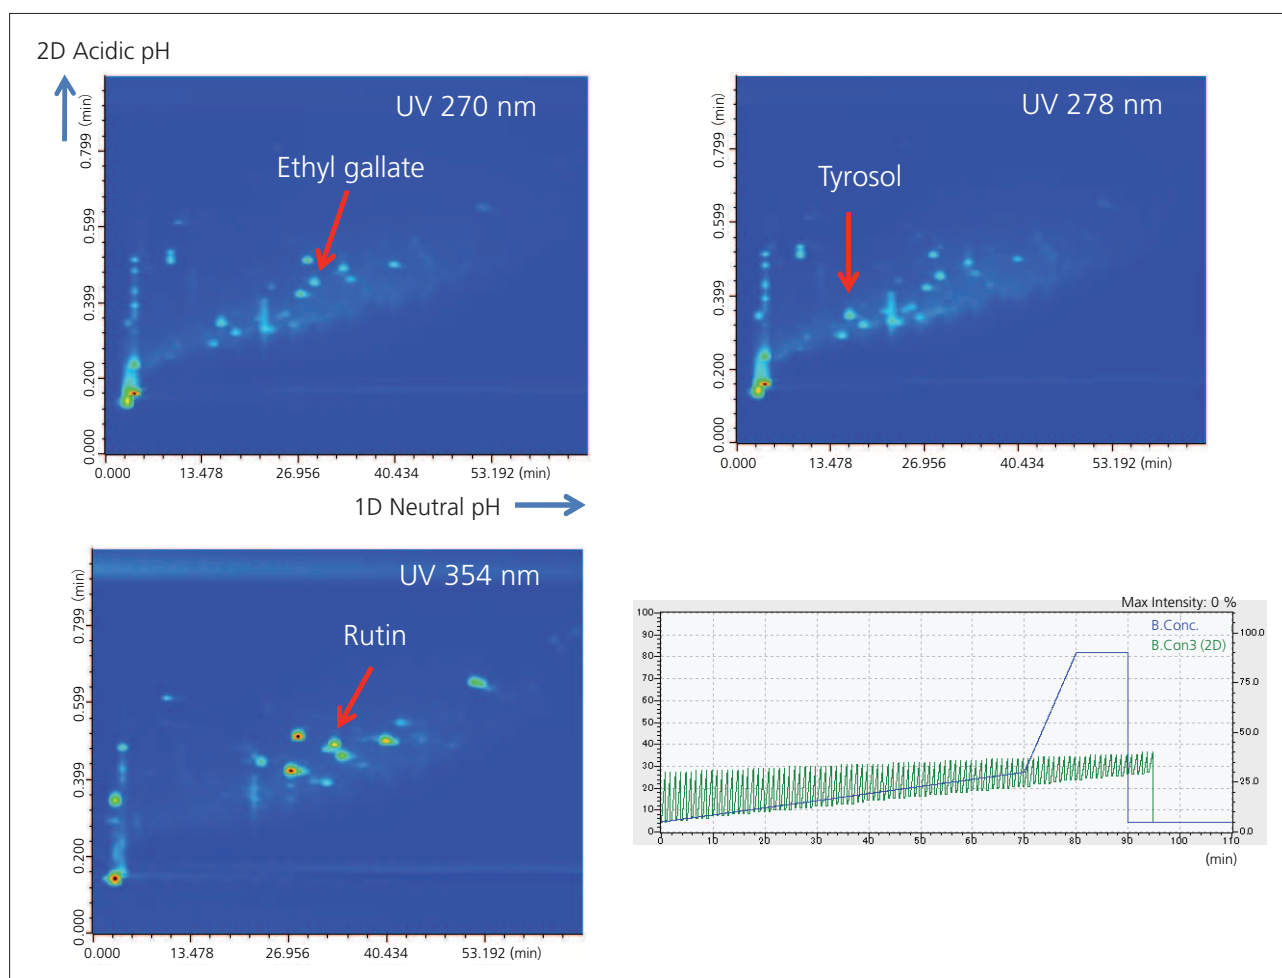 2D Acidic pH
UV 270 nm
Ethyl gallate
0.799 (min)
0.599
0.399
0.200
0.000
0.000 13.478 26.956 40.434 53.192 (min)
UV 278 nm
Tyrosol
0.799 (min)
0.599
0.399
0.200
0.000
0.000 13.478 26.956 40.434 53.192 (min)
1D Neutral pH
UV 354 nm
Rutin
0.799 (min)
0.599
0.399
0.200
0.000
0.000 13.478 26.956 40.434 53.192 (min)
Max Intensity: 0 %
B.Conc.
B.Con3 (2D)
100
90
80
70
60
50
40
30
20
10
0
100.0
75.0
50.0
25.0
0.0
0 10 20 30 40 50 60 70 80 90 100 110
(min)